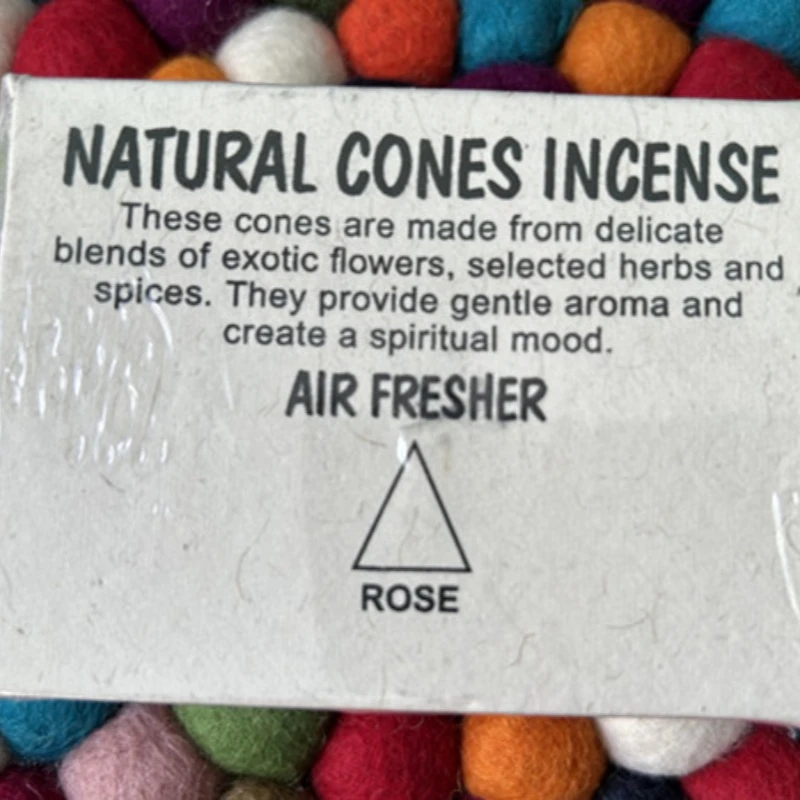 NATURAL CONES INCENSE
These cones are made from delicate
blends of exotic flowers, selected herbs and
spices. They provide gentle aroma and
create a spiritual mood.
AIR FRESHER
ROSE